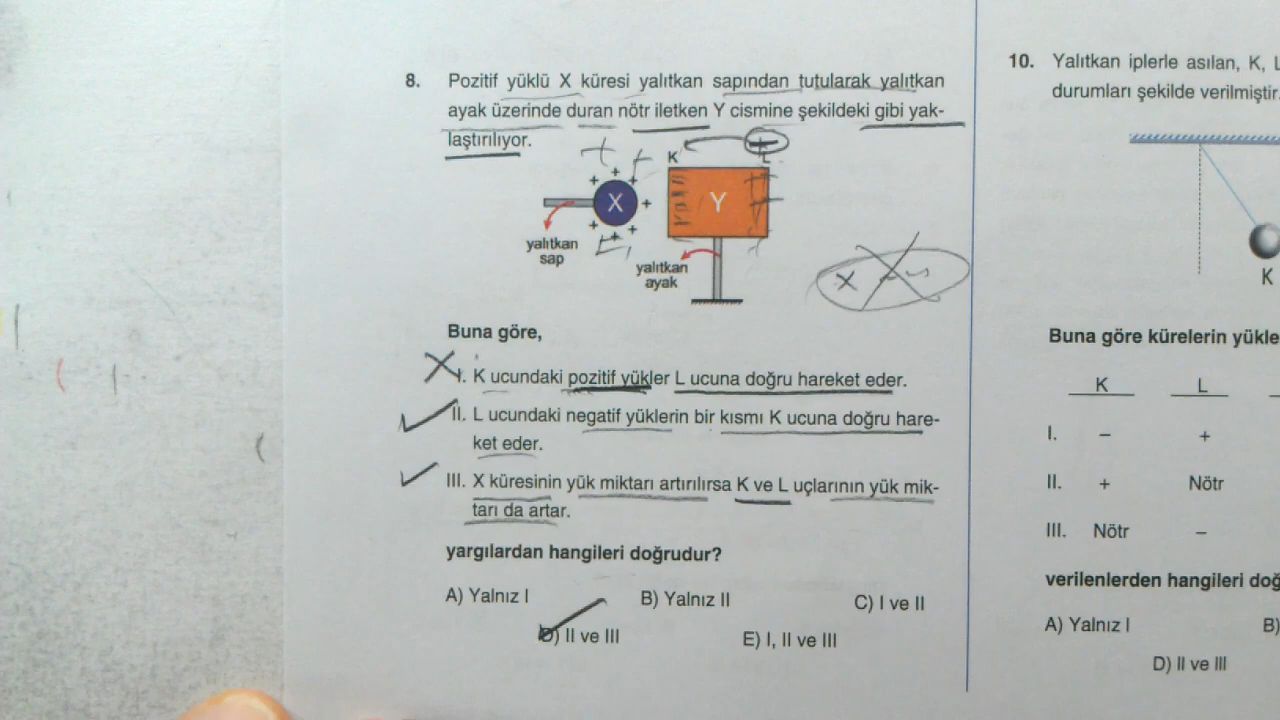 8. Pozitif yüklü X küresi yalıtkan sapından tutularak yalıtkan
ayak üzerinde duran nötr iletken Y cismine şekildeki gibi yak-
laştırılıyor.
K
L
X
Y
yalıtkan
sap
yalıtkan
ayak
Buna göre,
I. K ucundaki pozitif yükler L ucuna doğru hareket eder.
II. L ucundaki negatif yüklerin bir kısmı K ucuna doğru hare-
ket eder.
III. X küresinin yük miktarı artırılırsa K ve L uçlarının yük mik-
tarı da artar.
yargılardan hangileri doğrudur?
A) Yalnız I B) Yalnız II C) I ve II
D) II ve III E) I, II ve III
10. Yalıtkan iplerle asılan, K, L
durumları şekilde verilmiştir.
K
Buna göre kürelerin yükle
K L
I. − +
II. + Nötr
III. Nötr −
verilenlerden hangileri doğ
A) Yalnız I B)
D) II ve III